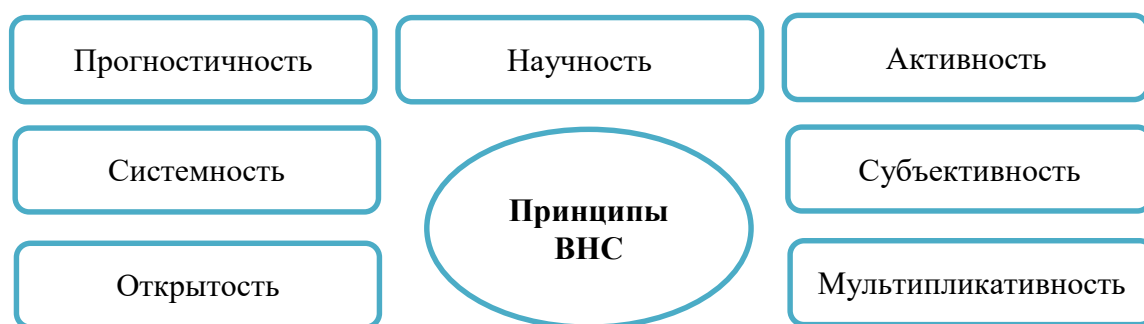 Прогностичность
Научность
Активность
Системность
Субъективность
Принципы
ВНС
Открытость
Мультипликативность